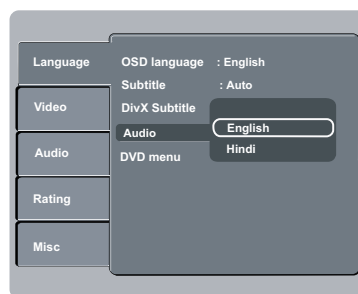 Language
Video
Audio
Rating
Misc
OSD language : English
Subtitle : Auto
DivX Subtitle
Audio
DVD menu
English
Hindi